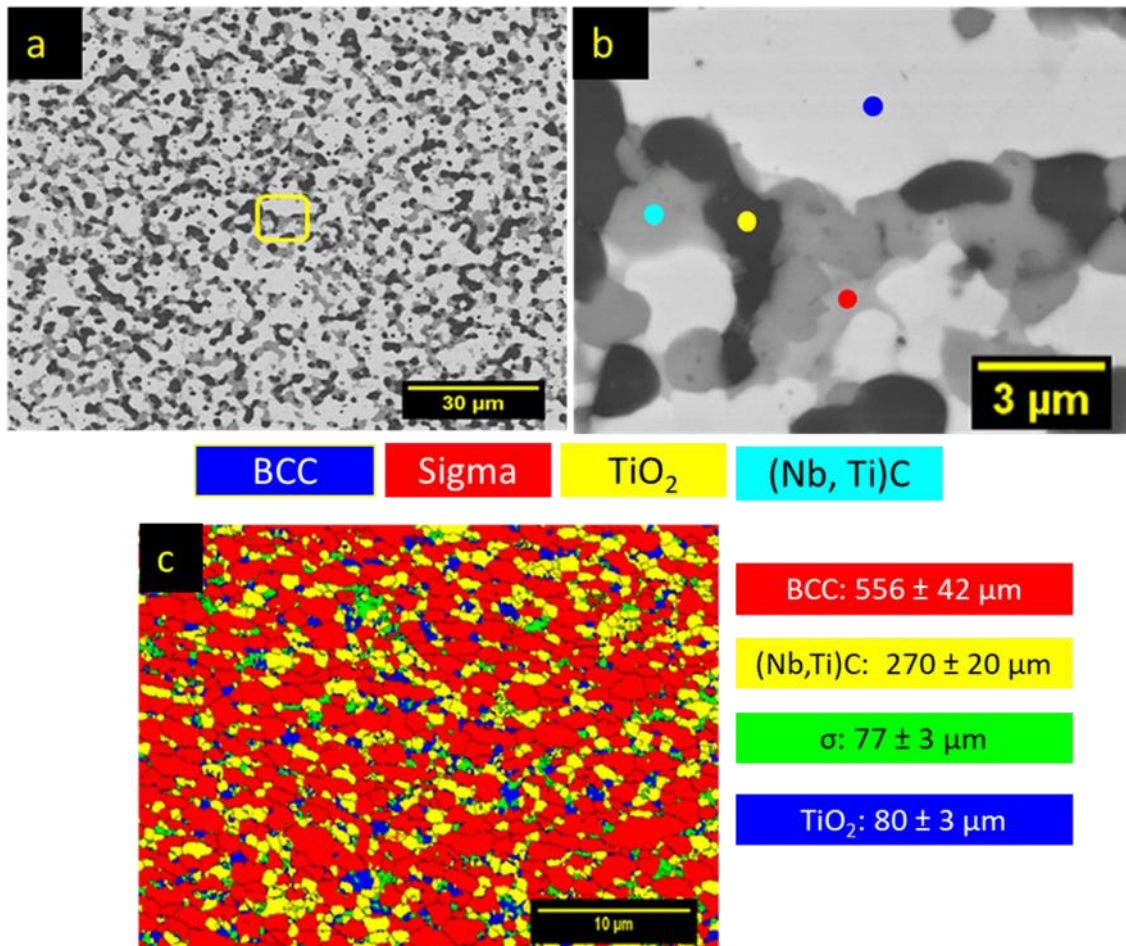 a
b
30 µm
3 µm
BCC
Sigma
TiO₂
(Nb, Ti)C
c
BCC: 556 ± 42 µm
(Nb,Ti)C: 270 ± 20 µm
σ: 77 ± 3 µm
TiO₂: 80 ± 3 µm
10 µm